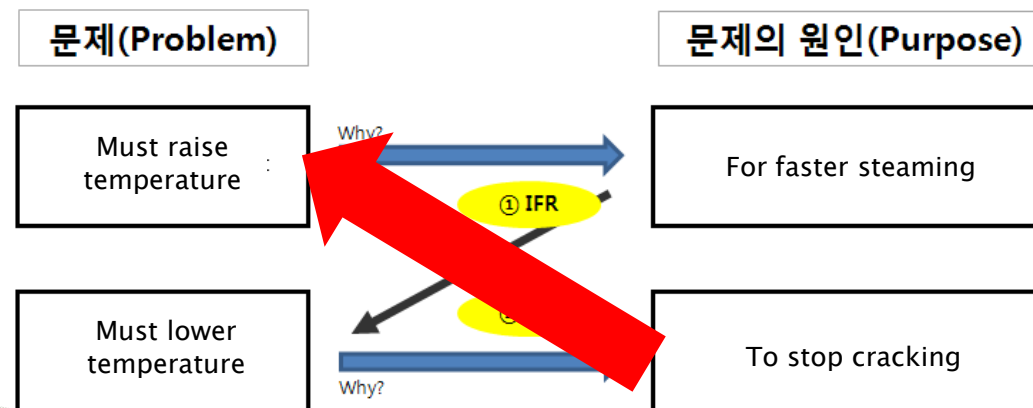 문제(Problem)
문제의 원인(Purpose)
Must raise
temperature :
Why?
For faster steaming
① IFR
Must lower
temperature
Why?
To stop cracking